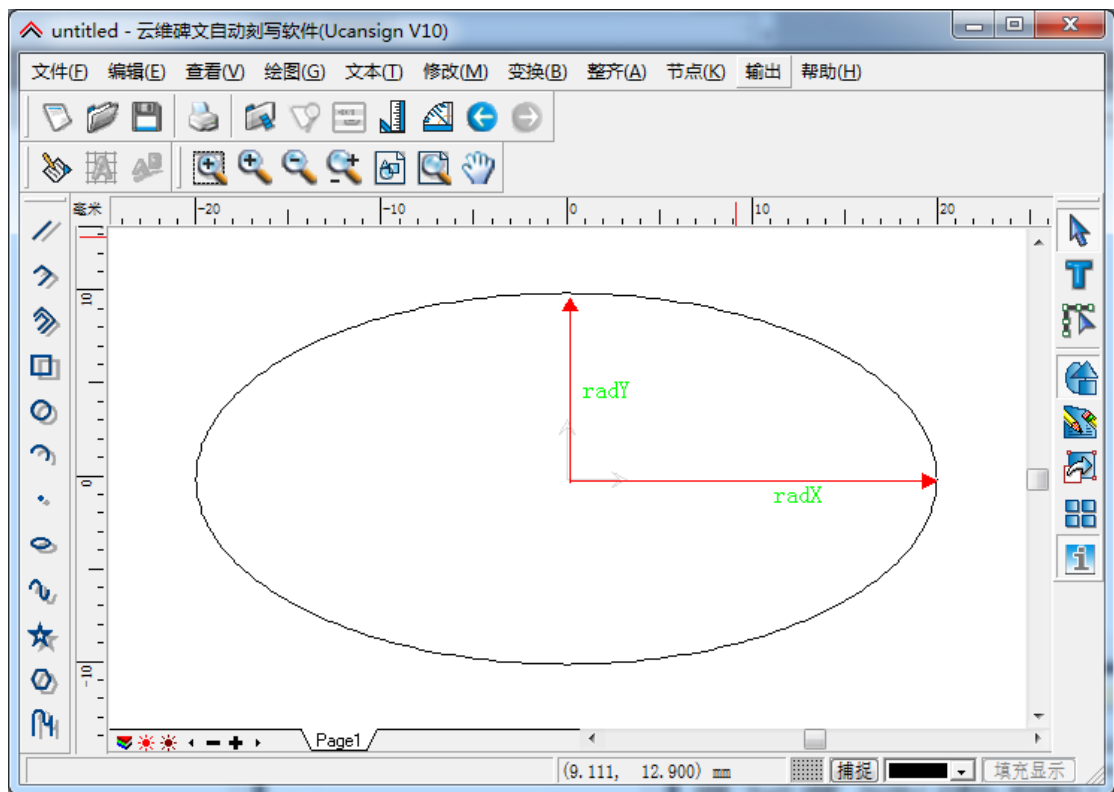 untitled - 云维碑文自动刻写软件(Ucansign V10)
文件(F) 编辑(E) 查看(V) 绘图(G) 文本(T) 修改(M) 变换(B) 整齐(A) 节点(K) 输出 帮助(H)
毫米 -20 -10 0 10 20
10
radY
0
radX
-10
Page1
(9.111, 12.900) mm 捕捉 填充显示